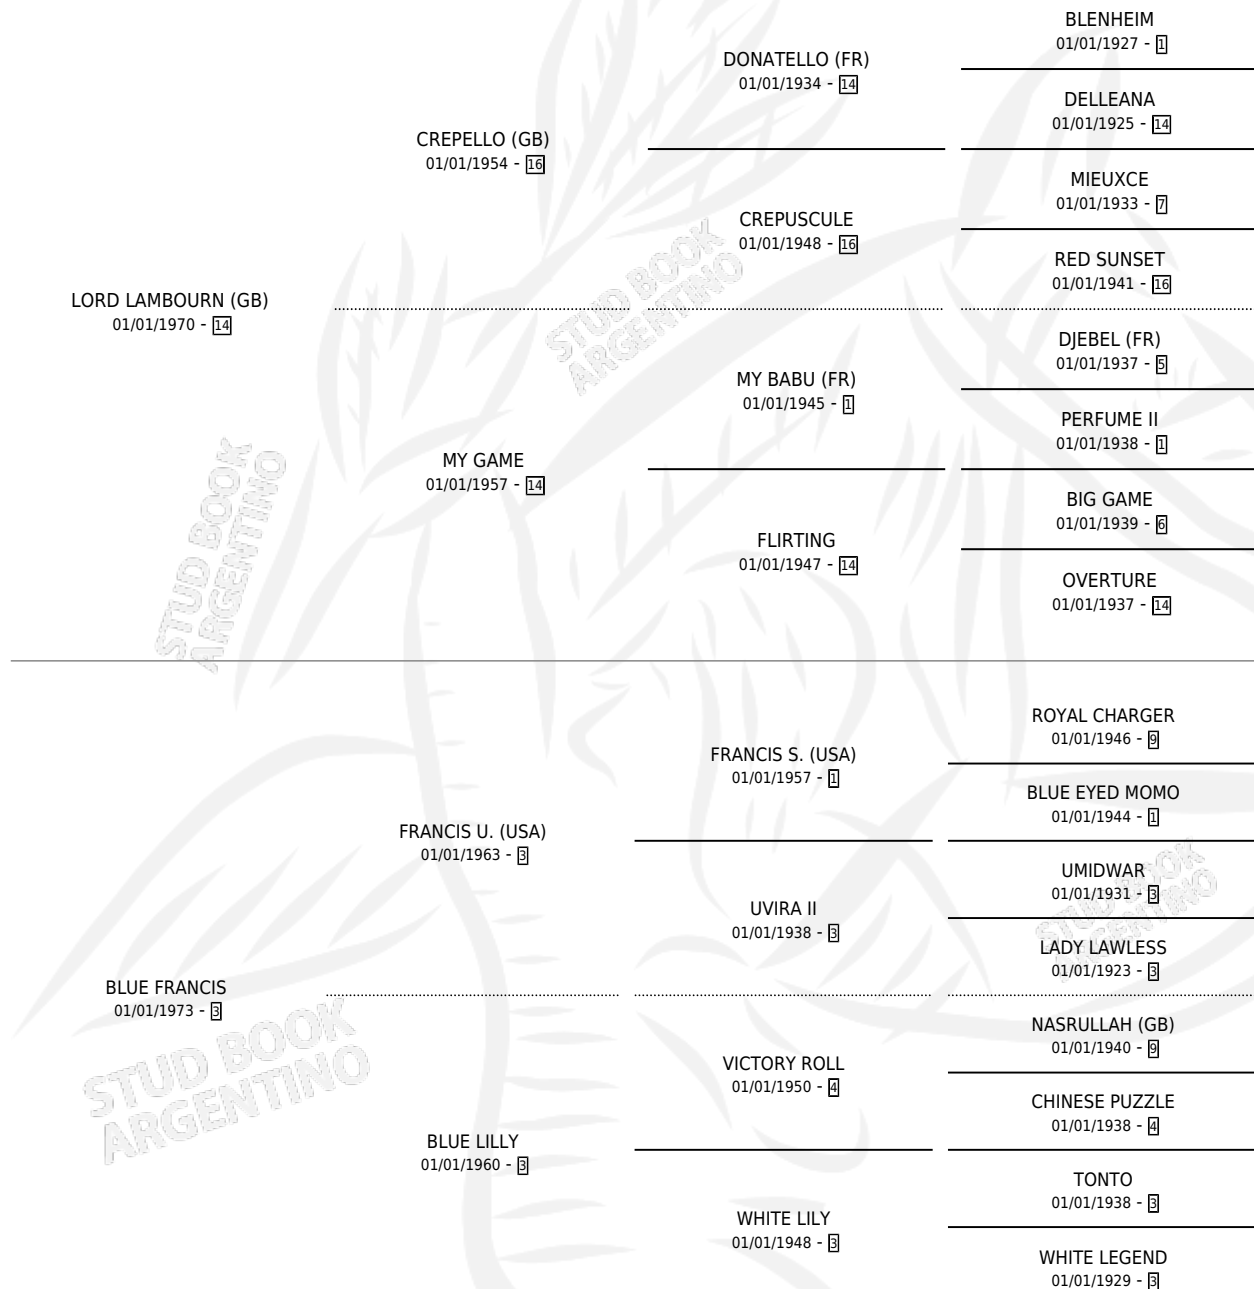 BLENHEIM
01/01/1927 - 1
DONATELLO (FR)
01/01/1934 - 14
DELLEANA
01/01/1925 - 14
CREPELLO (GB)
01/01/1954 - 16
MIEUXCE
01/01/1933 - 7
CREPUSCULE
01/01/1948 - 16
RED SUNSET
01/01/1941 - 16
LORD LAMBOURN (GB)
01/01/1970 - 14
DJEBEL (FR)
01/01/1937 - 5
MY BABU (FR)
01/01/1945 - 1
PERFUME II
01/01/1938 - 1
MY GAME
01/01/1957 - 14
BIG GAME
01/01/1939 - 6
FLIRTING
01/01/1947 - 14
OVERTURE
01/01/1937 - 14
ROYAL CHARGER
01/01/1946 - 9
FRANCIS S. (USA)
01/01/1957 - 1
BLUE EYED MOMO
01/01/1944 - 1
FRANCIS U. (USA)
01/01/1963 - 3
UMIDWAR
01/01/1931 - 3
UVIRA II
01/01/1938 - 3
LADY LAWLESS
01/01/1923 - 3
BLUE FRANCIS
01/01/1973 - 3
NASRULLAH (GB)
01/01/1940 - 9
VICTORY ROLL
01/01/1950 - 4
CHINESE PUZZLE
01/01/1938 - 4
BLUE LILLY
01/01/1960 - 3
TONTO
01/01/1938 - 3
WHITE LILY
01/01/1948 - 3
WHITE LEGEND
01/01/1929 - 3
STUD BOOK
ARGENTINO
STUD BOOK
ARGENTINO
STUD BOOK
ARGENTINO
STUD BOOK
ARGENTINO